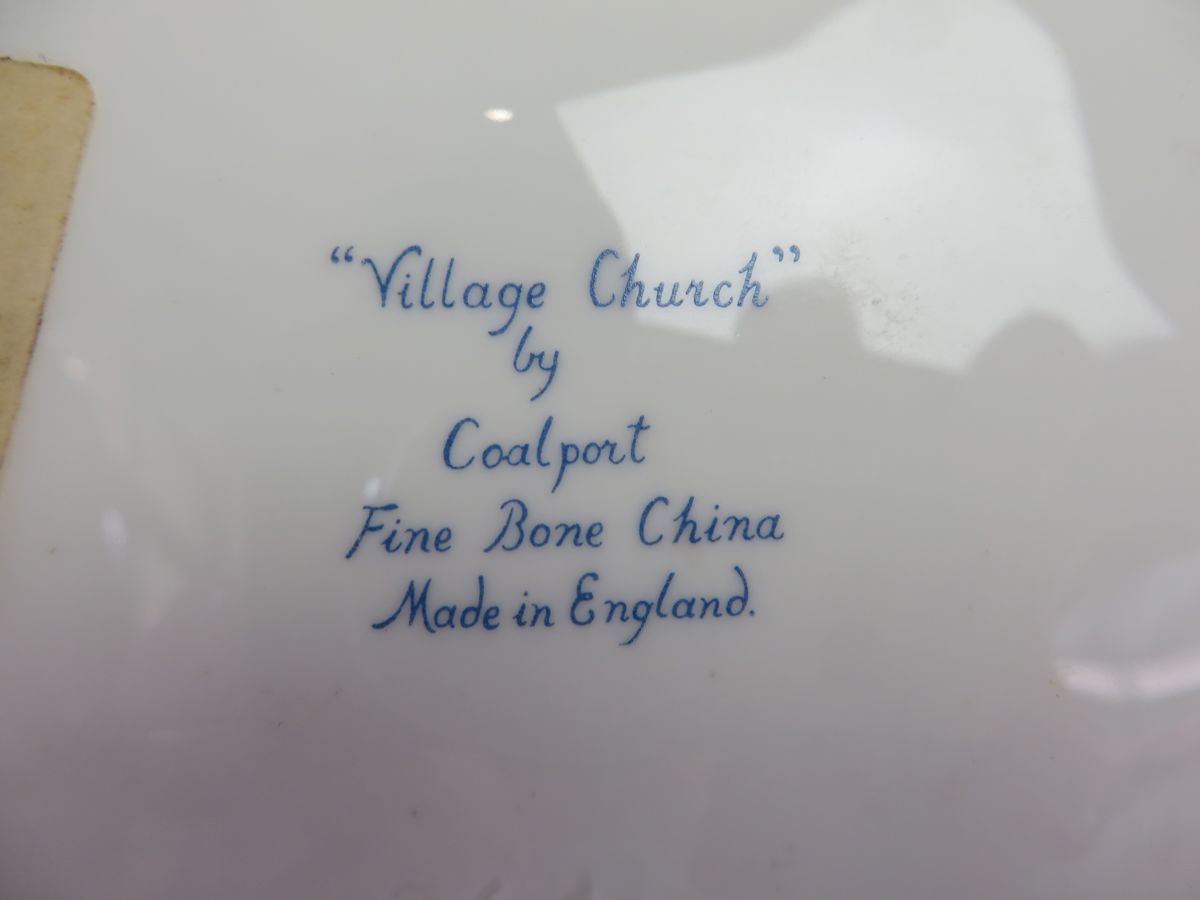 “Village Church”
by
Coalport
Fine Bone China
Made in England.